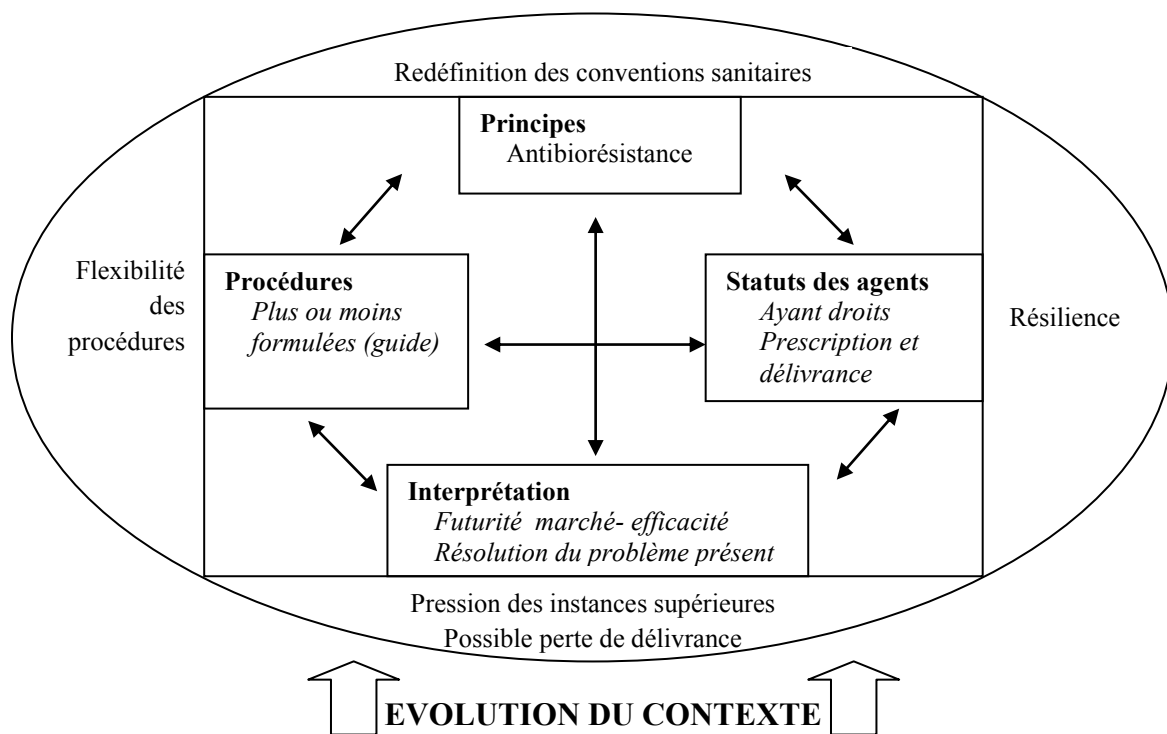 Redéfinition des conventions sanitaires
Principes
Antibiorésistance
Flexibilité
des
procédures
Procédures
Plus ou moins
formulées (guide)
Statuts des agents
Ayant droits
Prescription et
délivrance
Résilience
Interprétation
Futurité marché- efficacité
Résolution du problème présent
Pression des instances supérieures
Possible perte de délivrance
EVOLUTION DU CONTEXTE